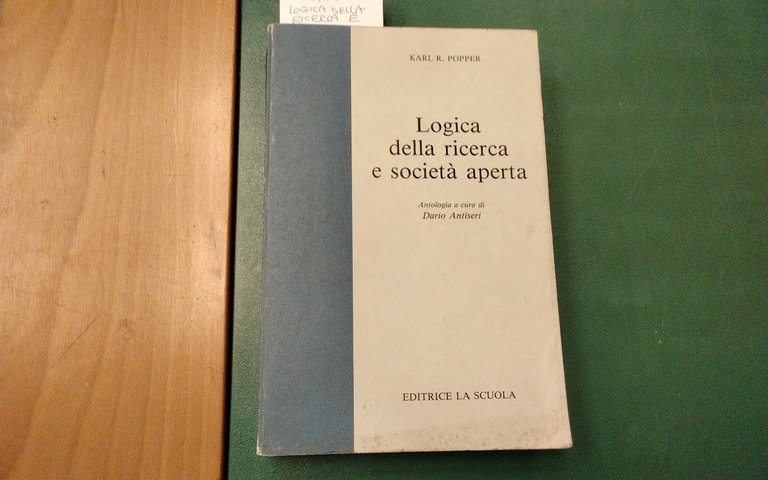 LOGICA DELLA
RICERCA E
KARL R. POPPER
Logica
della ricerca
e società aperta
Antologia a cura di
Dario Antiseri
EDITRICE LA SCUOLA